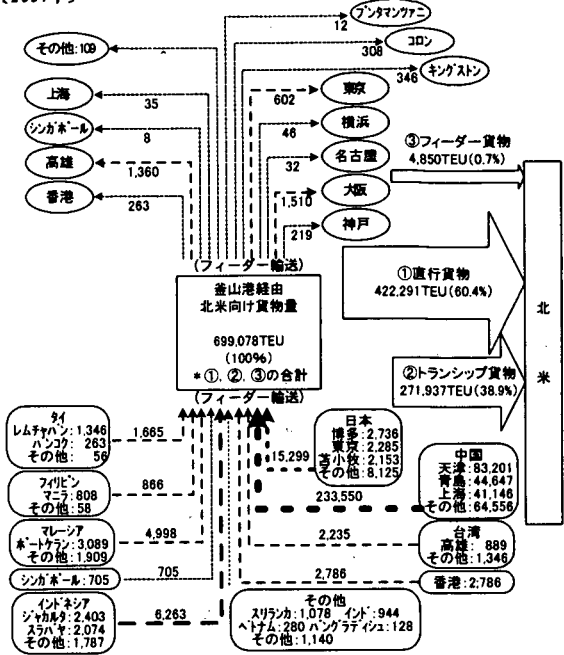 プンタマンツァニ
12
コロン
308
キングストン
346
その他:109
上海
35
シンガポール
8
高雄
1,360
香港
263
東京
602
横浜
46
名古屋
32
大阪
1,510
神戸
219
③フィーダー貨物
4,850TEU(0.7%)
(フィーダー輸送)
釜山港経由
北米向け貨物量
699,078TEU
(100%)
*①,②,③の合計
(フィーダー輸送)
①直行貨物
422,291TEU(60.4%)
②トランシップ貨物
271,937TEU(38.9%)
北
米
タイ
レムチャバン:1,346
バンコク: 263
その他: 56
1,665
フィリピン
マニラ:808
その他:58
866
マレーシア
ポートケラン:3,089
その他:1,909
4,998
シンガポール:705
705
インドネシア
ジャカルタ:2,403
スラバヤ:2,074
その他:1,787
6,263
日本
博多:2,736
東京:2,285
苫小牧:2,153
その他:8,125
15,299
中国
天津:83,201
青島:44,647
上海:41,146
その他:64,556
233,550
台湾
高雄: 889
その他:1,346
2,235
香港:2,786
2,786
その他
スリランカ:1,078 インド:944
ベトナム:280 バングラディシュ:128
その他:1,140